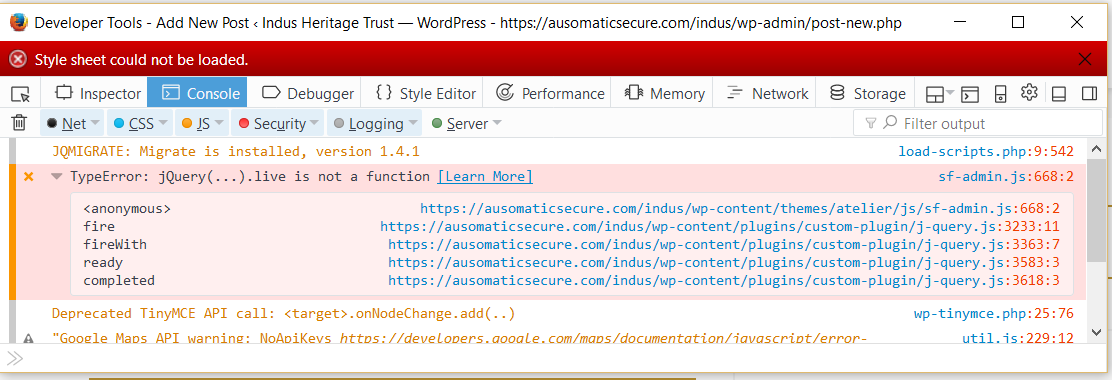 Developer Tools - Add New Post ‹ Indus Heritage Trust — WordPress - https://ausomaticsecure.com/indus/wp-admin/post-new.php
Style sheet could not be loaded.
Inspector Console Debugger {} Style Editor Performance Memory Network Storage
Net CSS JS Security Logging Server Filter output
JQMIGRATE: Migrate is installed, version 1.4.1 load-scripts.php:9:542
TypeError: jQuery(...).live is not a function [Learn More] sf-admin.js:668:2
<anonymous> https://ausomaticsecure.com/indus/wp-content/themes/atelier/js/sf-admin.js:668:2
fire https://ausomaticsecure.com/indus/wp-content/plugins/custom-plugin/j-query.js:3233:11
fireWith https://ausomaticsecure.com/indus/wp-content/plugins/custom-plugin/j-query.js:3363:7
ready https://ausomaticsecure.com/indus/wp-content/plugins/custom-plugin/j-query.js:3583:3
completed https://ausomaticsecure.com/indus/wp-content/plugins/custom-plugin/j-query.js:3618:3
Deprecated TinyMCE API call: <target>.onNodeChange.add(..) wp-tinymce.php:25:76
"Google Maps API warning: NoApiKeys https://developers.google.com/maps/documentation/javascript/error- util.js:229:12